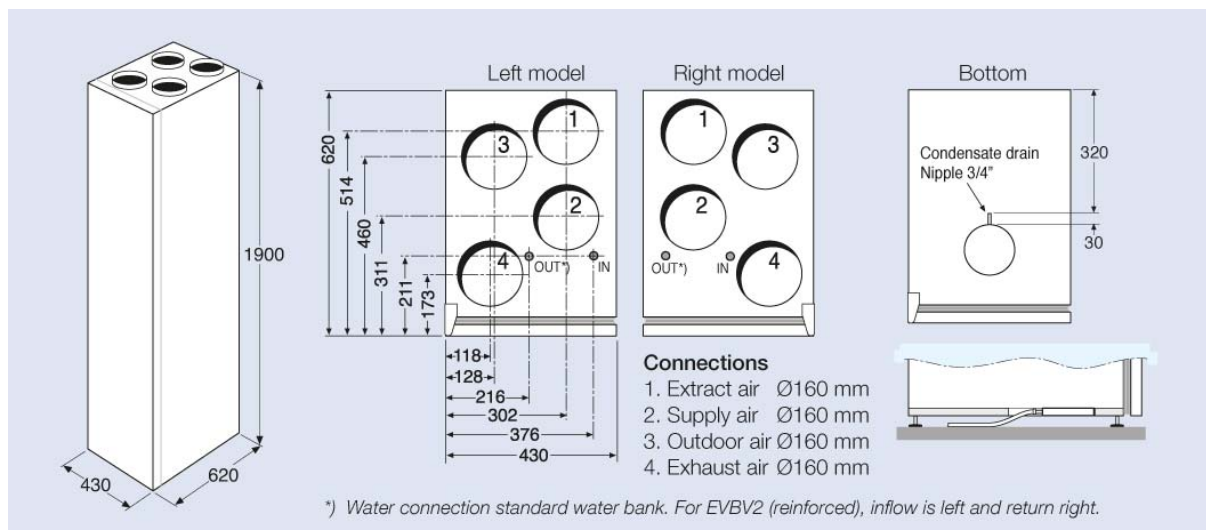 Left model
Right model
Bottom
1900
430
620
620
514
460
311
211
173
1
3
2
4
OUT*)
IN
118
128
216
302
376
430
1
3
2
4
OUT*)
IN
Condensate drain
Nipple 3/4”
320
30
Connections
1. Extract air Ø160 mm
2. Supply air Ø160 mm
3. Outdoor air Ø160 mm
4. Exhaust air Ø160 mm
*) Water connection standard water bank. For EVBV2 (reinforced), inflow is left and return right.